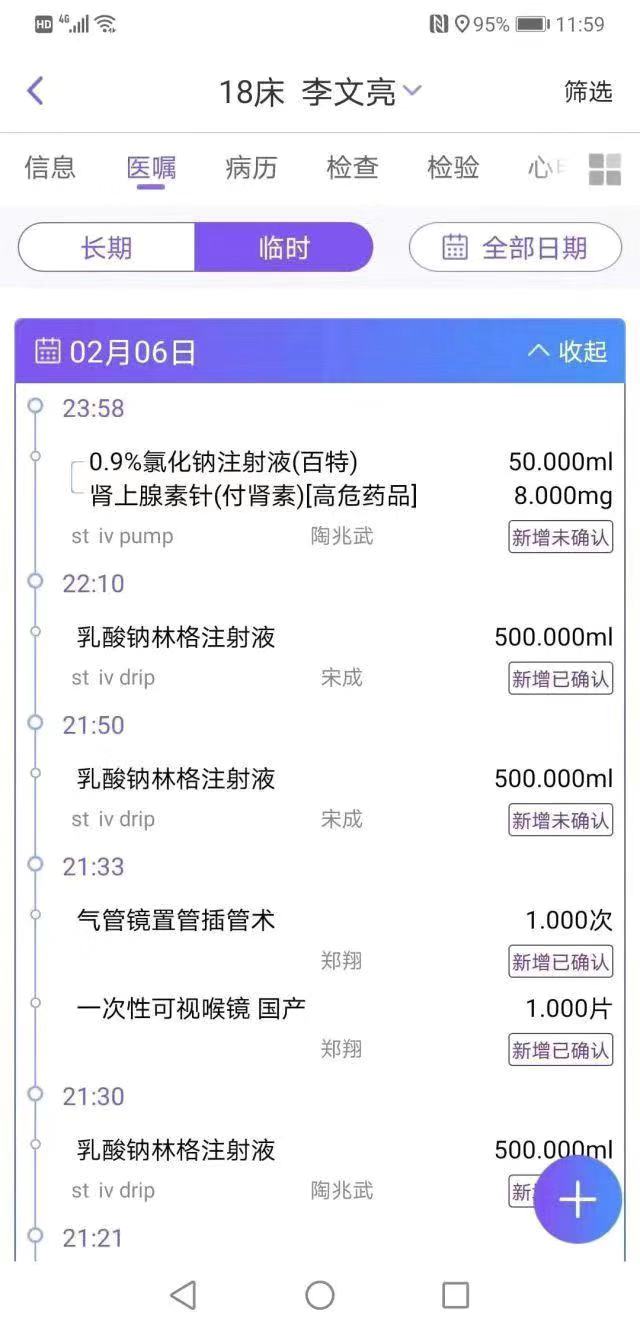 HD 4G 95% 11:59
18床 李文亮 筛选
信息 医嘱 病历 检查 检验 心
长期 临时 全部日期
02月06日 收起
23:58
0.9%氯化钠注射液(百特) 50.000ml
肾上腺素针(付肾素)[高危药品] 8.000mg
st iv pump 陶兆武 新增未确认
22:10
乳酸钠林格注射液 500.000ml
st iv drip 宋成 新增已确认
21:50
乳酸钠林格注射液 500.000ml
st iv drip 宋成 新增未确认
21:33
气管镜置管插管术 1.000次
郑翔 新增已确认
一次性可视喉镜 国产 1.000片
郑翔 新增已确认
21:30
乳酸钠林格注射液 500.000ml
st iv drip 陶兆武 新
21:21